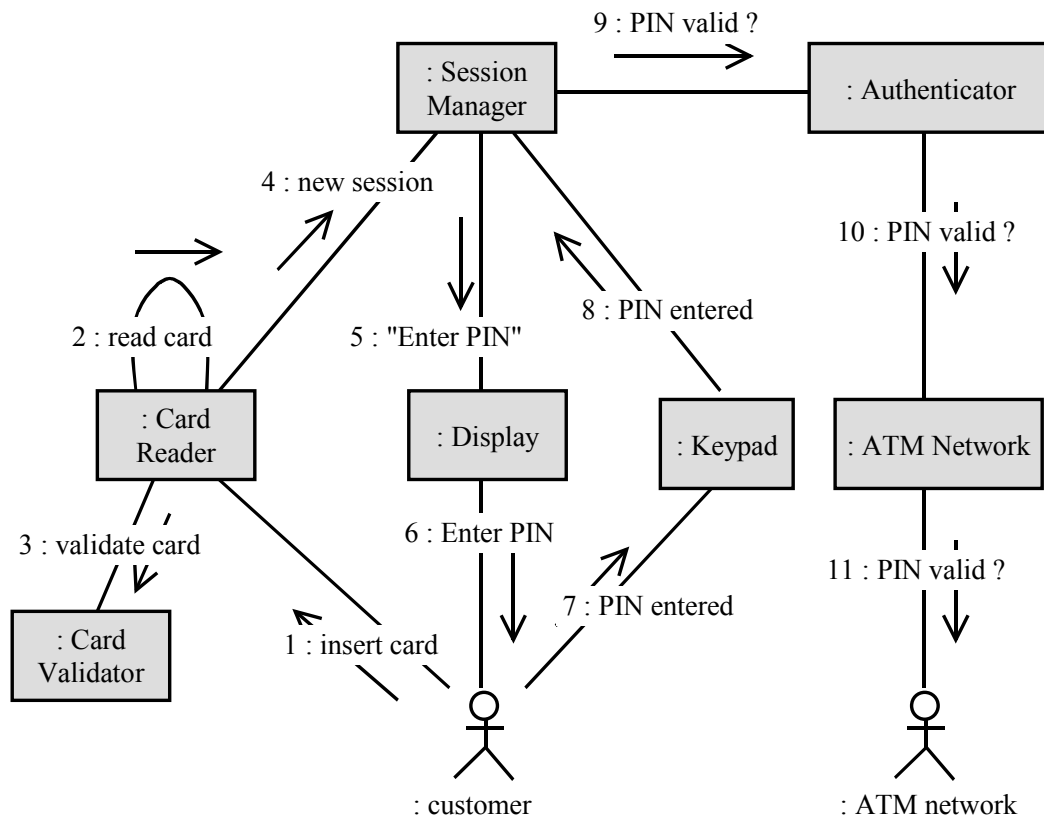 9 : PIN valid ?
: Session
Manager
: Authenticator
4 : new session
10 : PIN valid ?
8 : PIN entered
2 : read card
5 : "Enter PIN"
: Card
Reader
: Display
: Keypad
: ATM Network
6 : Enter PIN
3 : validate card
11 : PIN valid ?
7 : PIN entered
1 : insert card
: Card
Validator
: customer
: ATM network